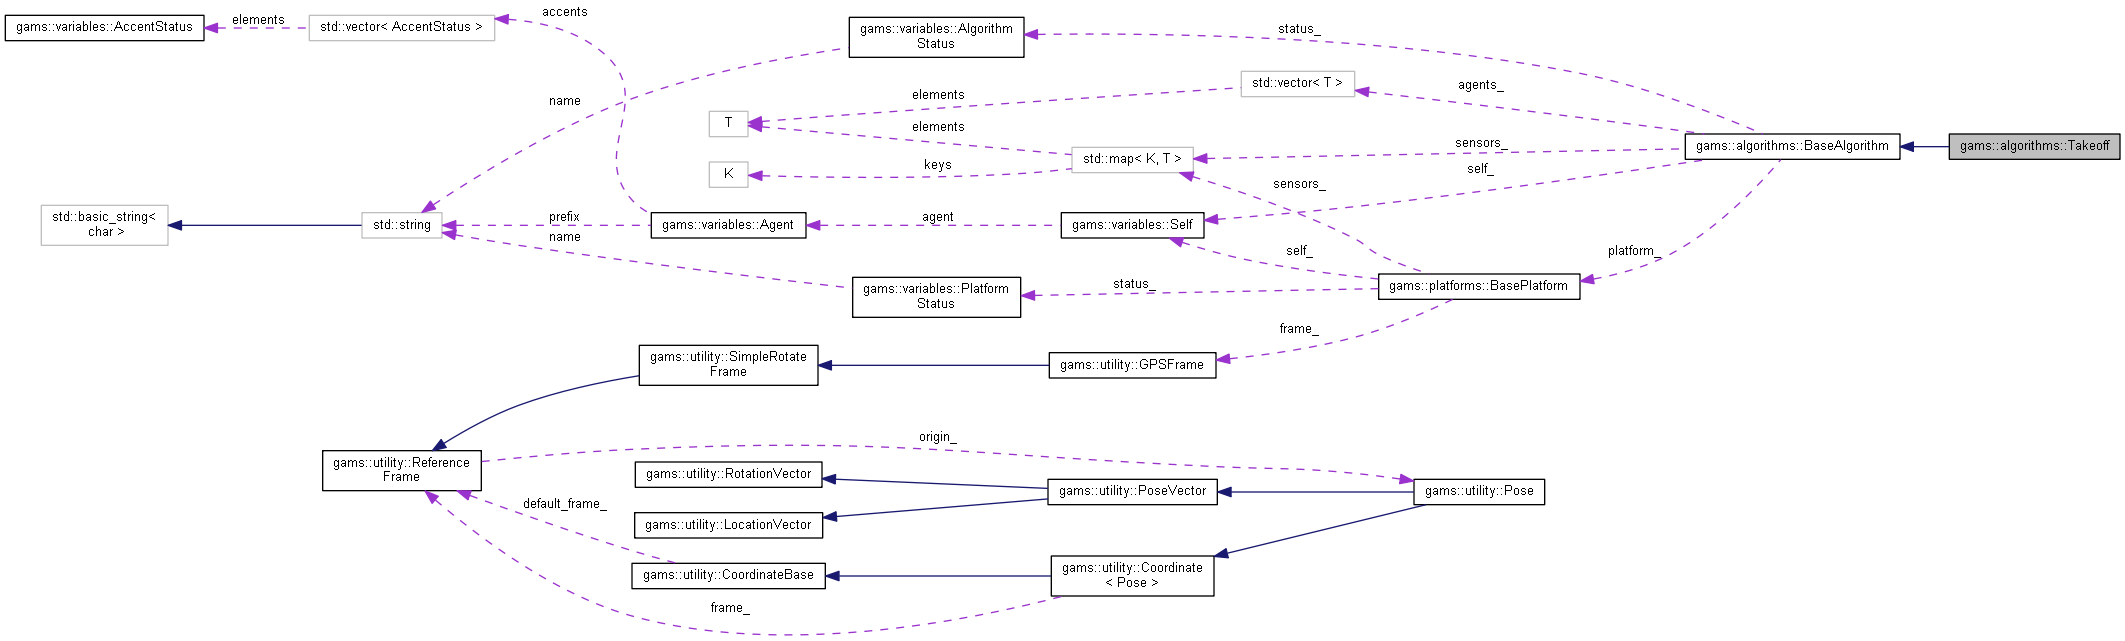 gams::variables::AccentStatus
elements
std::vector< AccentStatus >
accents
gams::variables::Algorithm
Status
status_
std::vector< T >
agents_
name
elements
T
elements
K
keys
std::map< K, T >
sensors_
self_
sensors_
gams::algorithms::BaseAlgorithm
gams::algorithms::Takeoff
std::basic_string<
char >
std::string
prefix
name
gams::variables::Agent
agent
gams::variables::Self
self_
platform_
gams::variables::Platform
Status
status_
gams::platforms::BasePlatform
frame_
gams::utility::SimpleRotate
Frame
gams::utility::GPSFrame
gams::utility::Reference
Frame
origin_
gams::utility::RotationVector
gams::utility::PoseVector
gams::utility::Pose
default_frame_
gams::utility::LocationVector
gams::utility::CoordinateBase
gams::utility::Coordinate
< Pose >
frame_